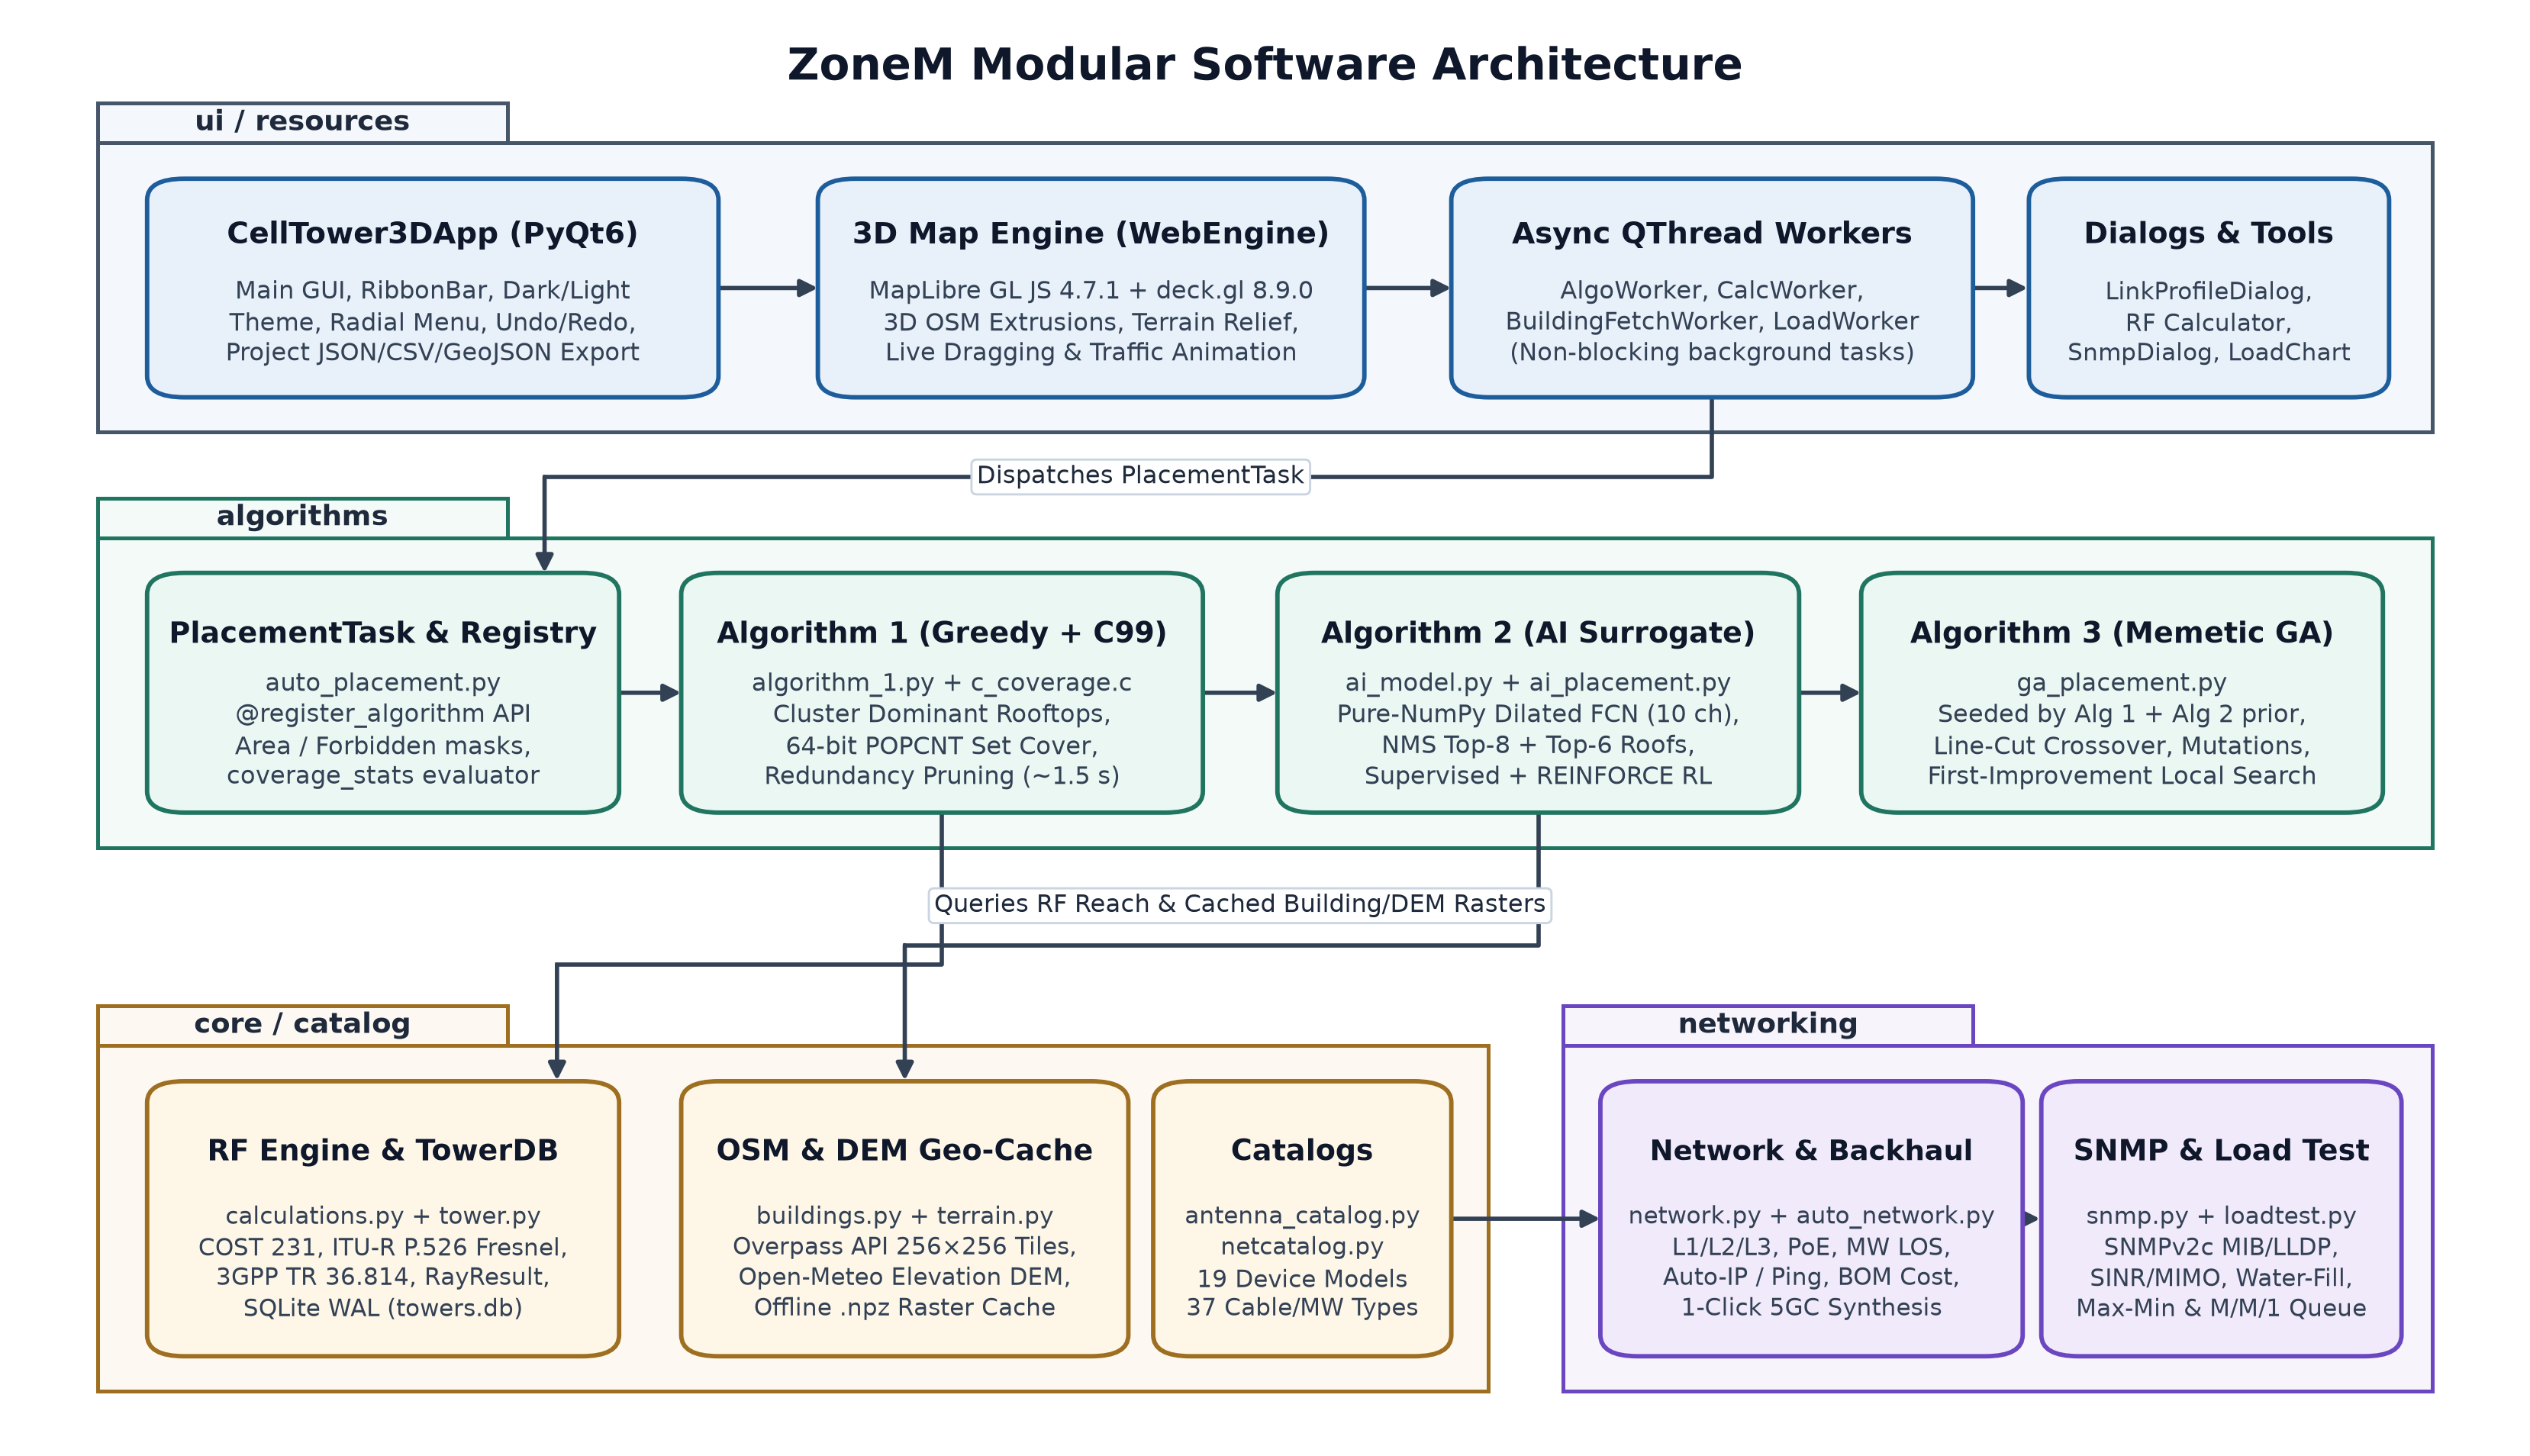 ZoneM Modular Software Architecture
ui / resources
CellTower3DApp (PyQt6)
Main GUI, RibbonBar, Dark/Light
Theme, Radial Menu, Undo/Redo,
Project JSON/CSV/GeoJSON Export
3D Map Engine (WebEngine)
MapLibre GL JS 4.7.1 + deck.gl 8.9.0
3D OSM Extrusions, Terrain Relief,
Live Dragging & Traffic Animation
Async QThread Workers
AlgoWorker, CalcWorker,
BuildingFetchWorker, LoadWorker
(Non-blocking background tasks)
Dialogs & Tools
LinkProfileDialog,
RF Calculator,
SnmpDialog, LoadChart
Dispatches PlacementTask
algorithms
PlacementTask & Registry
auto_placement.py
@register_algorithm API
Area / Forbidden masks,
coverage_stats evaluator
Algorithm 1 (Greedy + C99)
algorithm_1.py + c_coverage.c
Cluster Dominant Rooftops,
64-bit POPCNT Set Cover,
Redundancy Pruning (~1.5 s)
Algorithm 2 (AI Surrogate)
ai_model.py + ai_placement.py
Pure-NumPy Dilated FCN (10 ch),
NMS Top-8 + Top-6 Roofs,
Supervised + REINFORCE RL
Algorithm 3 (Memetic GA)
ga_placement.py
Seeded by Alg 1 + Alg 2 prior,
Line-Cut Crossover, Mutations,
First-Improvement Local Search
Queries RF Reach & Cached Building/DEM Rasters
core / catalog
RF Engine & TowerDB
calculations.py + tower.py
COST 231, ITU-R P.526 Fresnel,
3GPP TR 36.814, RayResult,
SQLite WAL (towers.db)
OSM & DEM Geo-Cache
buildings.py + terrain.py
Overpass API 256×256 Tiles,
Open-Meteo Elevation DEM,
Offline .npz Raster Cache
Catalogs
antenna_catalog.py
netcatalog.py
19 Device Models
37 Cable/MW Types
networking
Network & Backhaul
network.py + auto_network.py
L1/L2/L3, PoE, MW LOS,
Auto-IP / Ping, BOM Cost,
1-Click 5GC Synthesis
SNMP & Load Test
snmp.py + loadtest.py
SNMPv2c MIB/LLDP,
SINR/MIMO, Water-Fill,
Max-Min & M/M/1 Queue